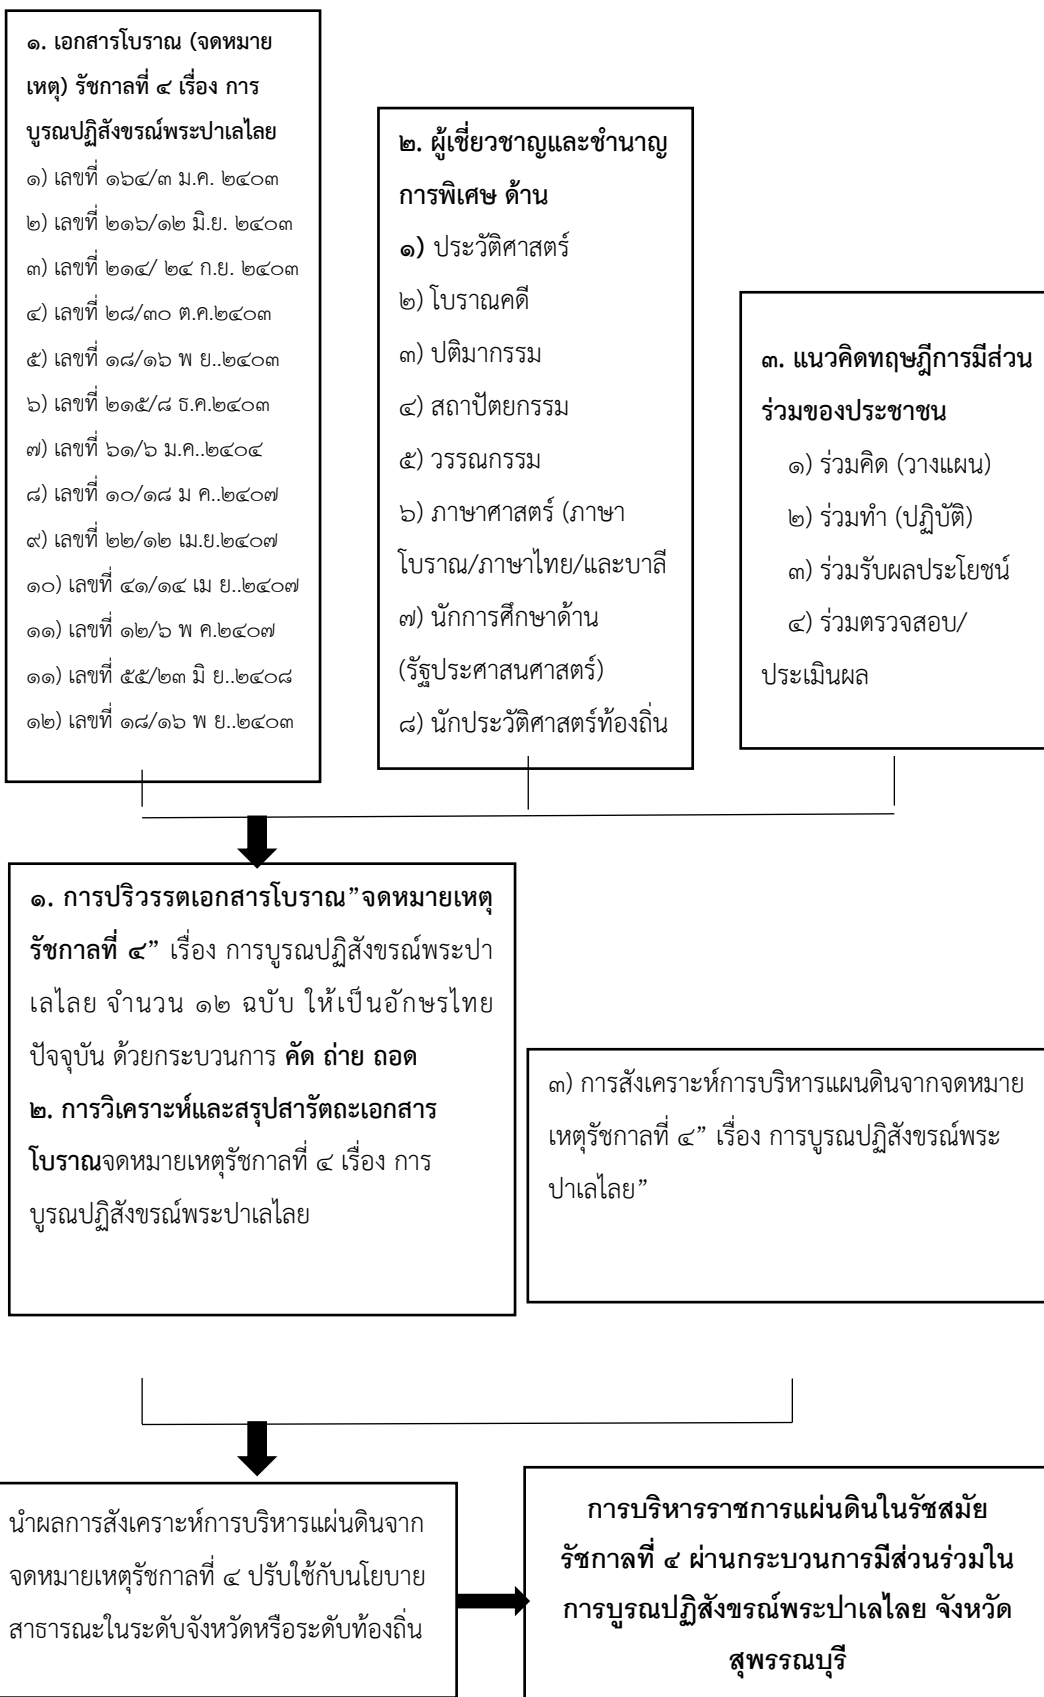 ๑. เอกสารโบราณ (จดหมาย
เหตุ) รัชกาลที่ ๔ เรื่อง การ
บูรณปฏิสังขรณ์พระปาเลไลย
๑) เลขที่ ๑๖๔/๓ ม.ค. ๒๔๐๓
๒) เลขที่ ๒๑๖/๑๒ มิ.ย. ๒๔๐๓
๓) เลขที่ ๒๑๔/ ๒๔ ก.ย. ๒๔๐๓
๔) เลขที่ ๒๘/๓๐ ต.ค.๒๔๐๓
๕) เลขที่ ๑๘/๑๖ พ ย..๒๔๐๓
๖) เลขที่ ๒๑๕/๘ ธ.ค.๒๔๐๓
๗) เลขที่ ๖๑/๖ ม.ค..๒๔๐๔
๘) เลขที่ ๑๐/๑๘ ม ค..๒๔๐๗
๙) เลขที่ ๒๒/๑๒ เม.ย.๒๔๐๗
๑๐) เลขที่ ๔๑/๑๔ เม ย..๒๔๐๗
๑๑) เลขที่ ๑๒/๖ พ ค.๒๔๐๗
๑๑) เลขที่ ๕๕/๒๓ มิ ย..๒๔๐๘
๑๒) เลขที่ ๑๘/๑๖ พ ย..๒๔๐๓
๒. ผู้เชี่ยวชาญและชำนาญ
การพิเศษ ด้าน
๑) ประวัติศาสตร์
๒) โบราณคดี
๓) ปติมากรรม
๔) สถาปัตยกรรม
๕) วรรณกรรม
๖) ภาษาศาสตร์ (ภาษา
โบราณ/ภาษาไทย/และบาลี
๗) นักการศึกษาด้าน
(รัฐประศาสนศาสตร์)
๘) นักประวัติศาสตร์ท้องถิ่น
๓. แนวคิดทฤษฎีการมีส่วน
ร่วมของประชาชน
๑) ร่วมคิด (วางแผน)
๒) ร่วมทำ (ปฏิบัติ)
๓) ร่วมรับผลประโยชน์
๔) ร่วมตรวจสอบ/
ประเมินผล
๑. การปริวรรตเอกสารโบราณ”จดหมายเหตุ
รัชกาลที่ ๔” เรื่อง การบูรณปฏิสังขรณ์พระปา
เลไลย จำนวน ๑๒ ฉบับ ให้เป็นอักษรไทย
ปัจจุบัน ด้วยกระบวนการ คัด ถ่าย ถอด
๒. การวิเคราะห์และสรุปสารัตถะเอกสาร
โบราณจดหมายเหตุรัชกาลที่ ๔ เรื่อง การ
บูรณปฏิสังขรณ์พระปาเลไลย
๓) การสังเคราะห์การบริหารแผนดินจากจดหมาย
เหตุรัชกาลที่ ๔” เรื่อง การบูรณปฏิสังขรณ์พระ
ปาเลไลย”
นำผลการสังเคราะห์การบริหารแผ่นดินจาก
จดหมายเหตุรัชกาลที่ ๔ ปรับใช้กับนโยบาย
สาธารณะในระดับจังหวัดหรือระดับท้องถิ่น
การบริหารราชการแผ่นดินในรัชสมัย
รัชกาลที่ ๔ ผ่านกระบวนการมีส่วนร่วมใน
การบูรณปฏิสังขรณ์พระปาเลไลย จังหวัด
สุพรรณบุรี